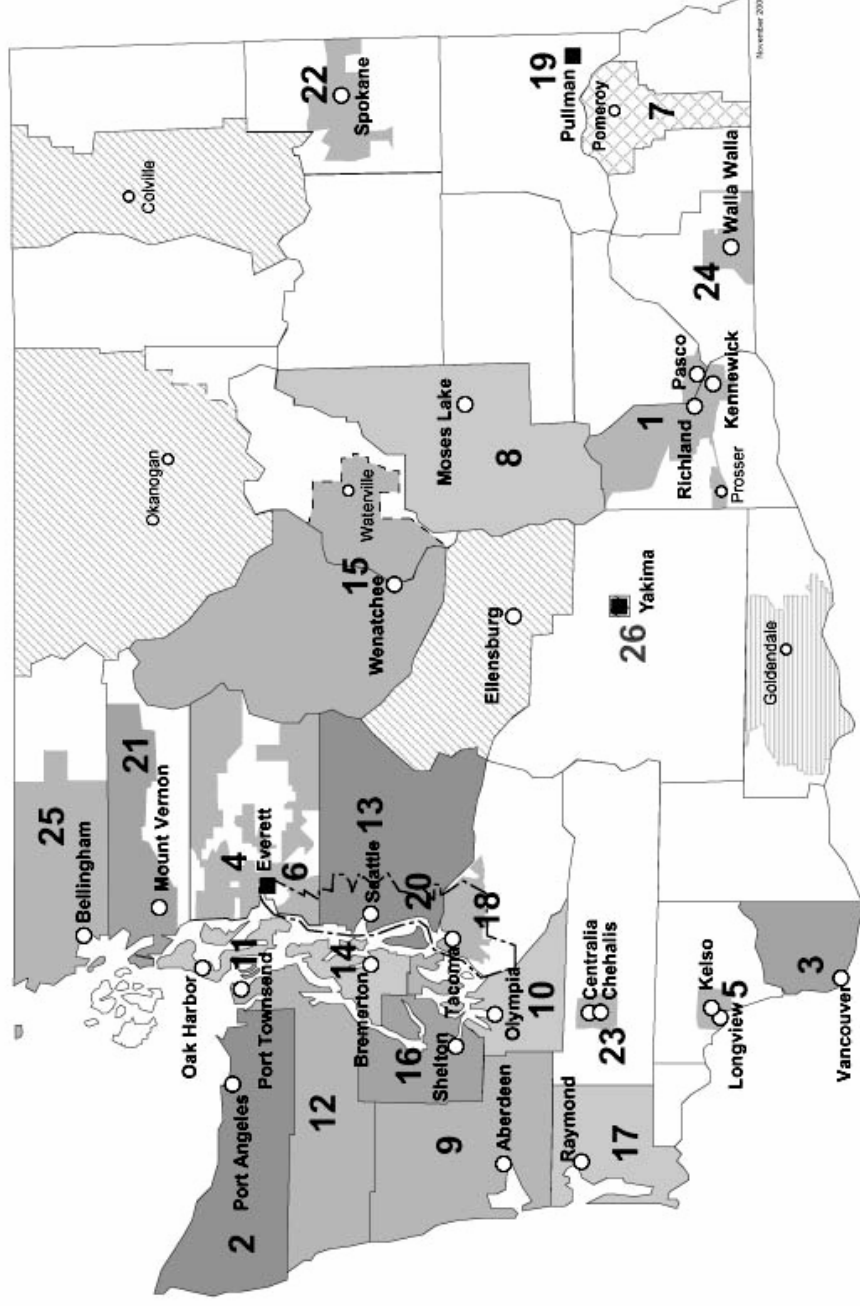 25
Bellingham
21
Mount Vernon
Oak Harbor
11
Port Townsend
4
Everett
6
Port Angeles
2
12
14
Bremerton
Seattle
13
20
16
Shelton
Tacoma
18
9
Aberdeen
Olympia
10
Raymond
17
Centralia
Chehalis
23
Kelso
Longview
5
3
Vancouver
Okanogan
Colville
22
Spokane
Waterville
15
Wenatchee
Moses Lake
8
Ellensburg
26
Yakima
Goldendale
1
Richland
Pasco
Kennewick
Prosser
24
Walla Walla
19
Pullman
Pomeroy
7
November 200